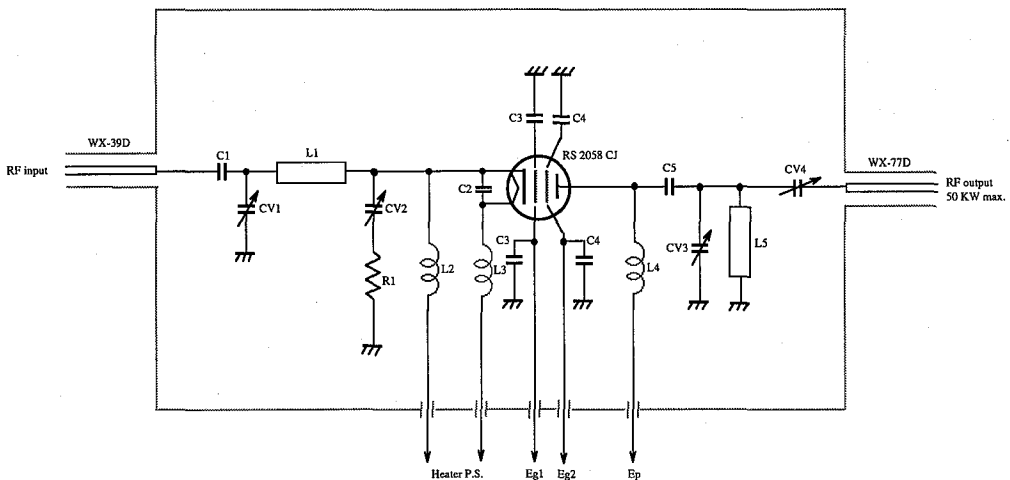 C3
C4
WX-39D
RS 2058 CJ
WX-77D
C1
L1
C5
CV4
RF input
C2
RF output
50 KW max.
CV1
CV2
C3
C4
CV3
L5
R1
L2
L3
L4
Heater P.S.
Eg1
Eg2
Ep